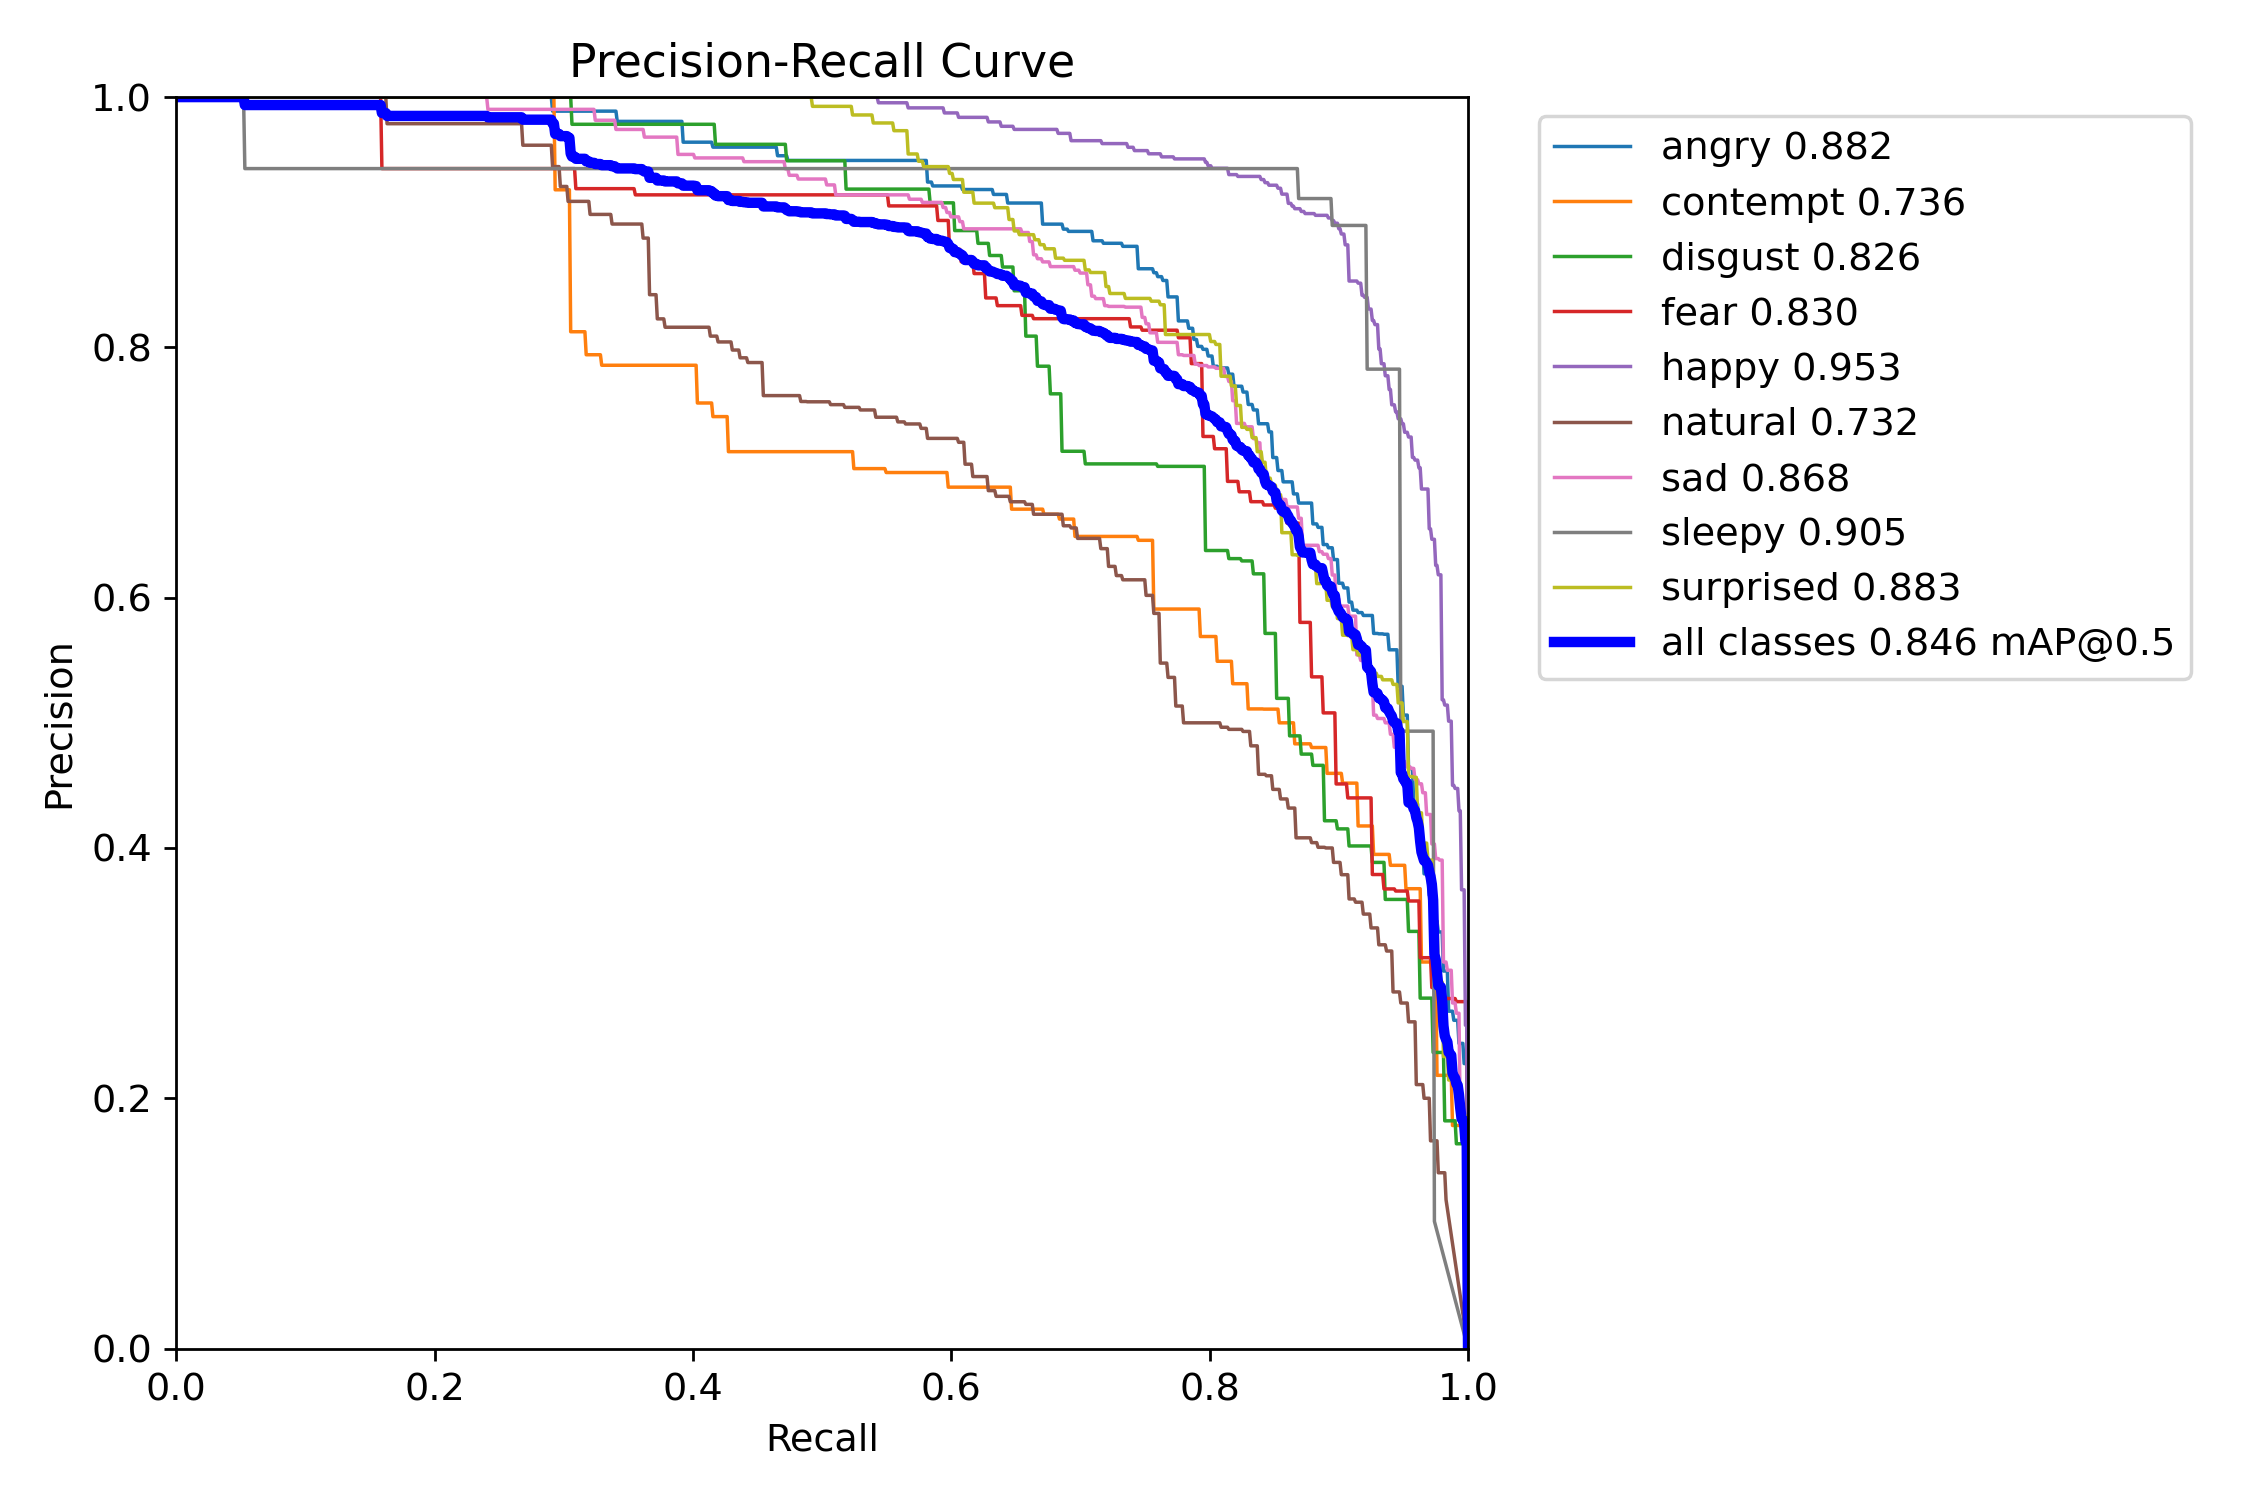 Precision-Recall Curve
1.0
0.8
0.6
0.4
0.2
0.0
Precision
0.0 0.2 0.4 0.6 0.8 1.0
Recall
angry 0.882
contempt 0.736
disgust 0.826
fear 0.830
happy 0.953
natural 0.732
sad 0.868
sleepy 0.905
surprised 0.883
all classes 0.846 mAP@0.5